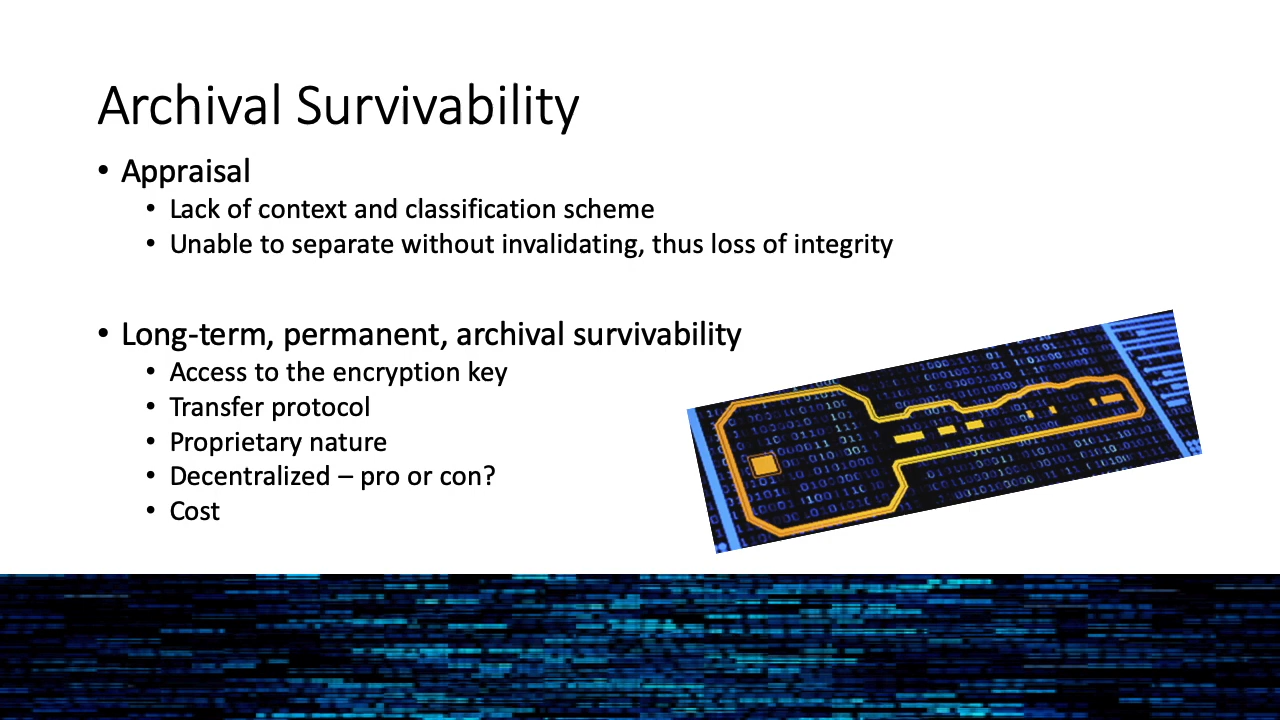 Archival Survivability
• Appraisal
• Lack of context and classification scheme
• Unable to separate without invalidating, thus loss of integrity
• Long-term, permanent, archival survivability
• Access to the encryption key
• Transfer protocol
• Proprietary nature
• Decentralized – pro or con?
• Cost